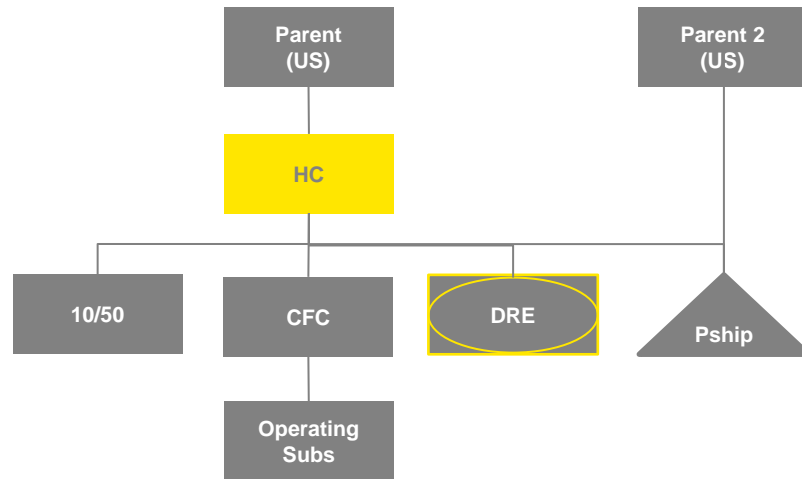 Parent
(US)
Parent 2
(US)
HC
10/50
CFC
DRE
Pship
Operating
Subs